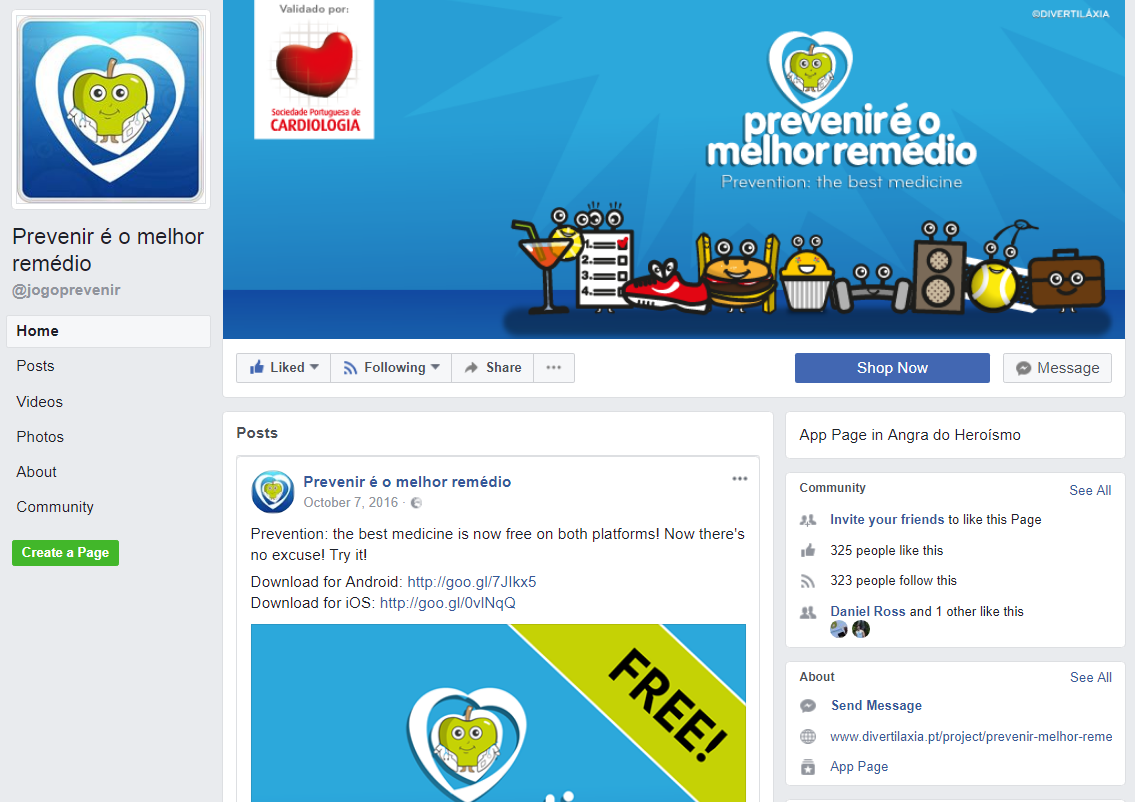 Validado por:
Sociedade Portuguesa de
CARDIOLOGIA
©DIVERTILÁXIA
prevenir é o
melhor remédio
Prevention: the best medicine
1.
2.
3.
4.
Prevenir é o melhor
remédio
@jogoprevenir
Home
Posts
Videos
Photos
About
Community
Create a Page
Liked
Following
Share
Shop Now
Message
Posts
Prevenir é o melhor remédio
October 7, 2016 ·
Prevention: the best medicine is now free on both platforms! Now there's
no excuse! Try it!
Download for Android: http://goo.gl/7JIkx5
Download for iOS: http://goo.gl/0vlNqQ
FREE!
App Page in Angra do Heroísmo
Community See All
Invite your friends to like this Page
325 people like this
323 people follow this
Daniel Ross and 1 other like this
About See All
Send Message
www.divertilaxia.pt/project/prevenir-melhor-reme
App Page